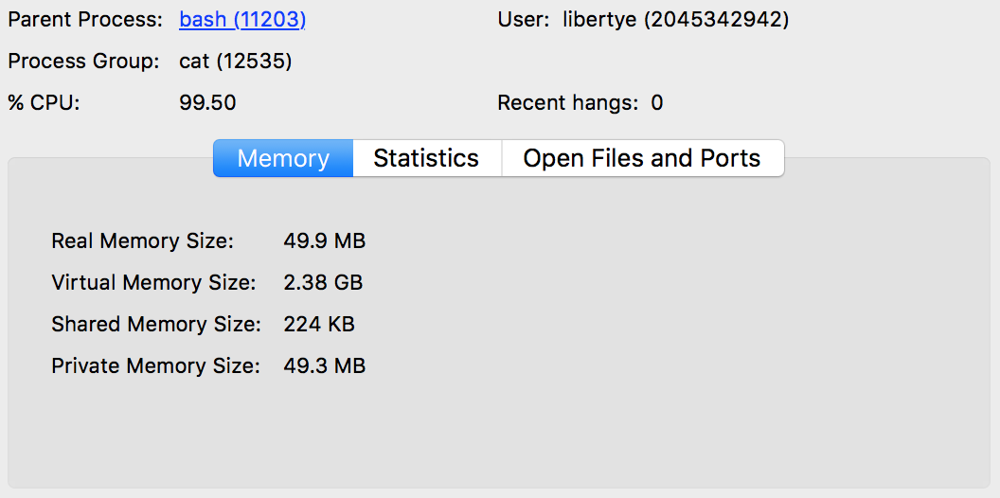 Parent Process: bash (11203) User: libertye (2045342942)
Process Group: cat (12535)
% CPU: 99.50 Recent hangs: 0
Memory Statistics Open Files and Ports
Real Memory Size: 49.9 MB
Virtual Memory Size: 2.38 GB
Shared Memory Size: 224 KB
Private Memory Size: 49.3 MB